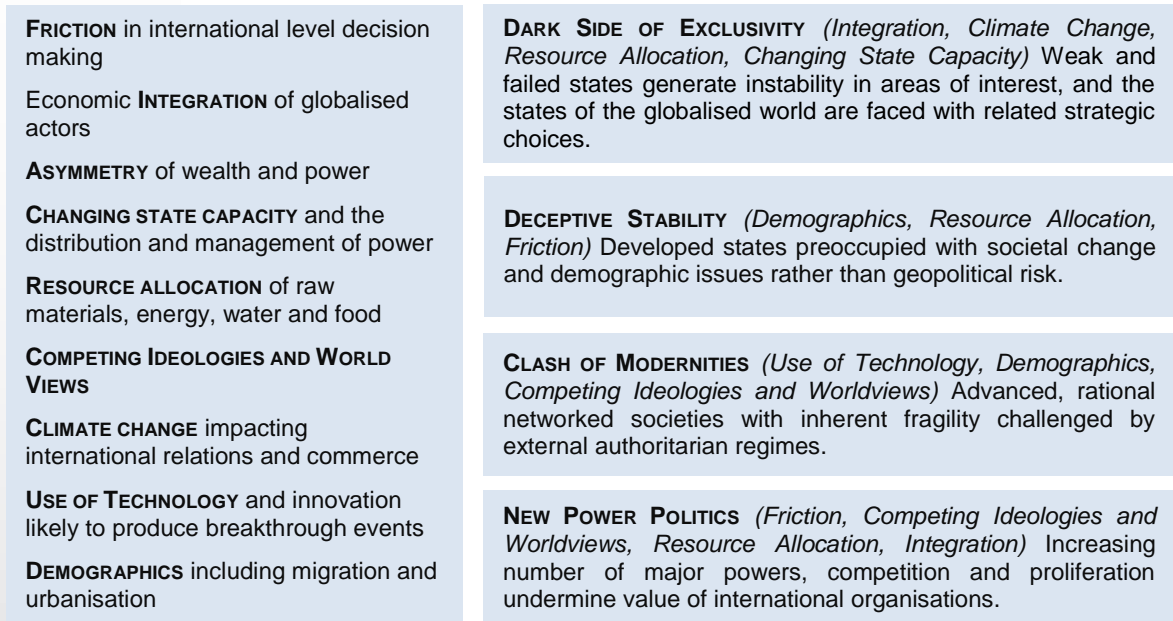 FRICTION in international level decision
making
Economic INTEGRATION of globalised
actors
ASYMMETRY of wealth and power
CHANGING STATE CAPACITY and the
distribution and management of power
RESOURCE ALLOCATION of raw
materials, energy, water and food
COMPETING IDEOLOGIES AND WORLD
VIEWS
CLIMATE CHANGE impacting
international relations and commerce
USE OF TECHNOLOGY and innovation
likely to produce breakthrough events
DEMOGRAPHICS including migration and
urbanisation
DARK SIDE OF EXCLUSIVITY (Integration, Climate Change,
Resource Allocation, Changing State Capacity) Weak and
failed states generate instability in areas of interest, and the
states of the globalised world are faced with related strategic
choices.
DECEPTIVE STABILITY (Demographics, Resource Allocation,
Friction) Developed states preoccupied with societal change
and demographic issues rather than geopolitical risk.
CLASH OF MODERNITIES (Use of Technology, Demographics,
Competing Ideologies and Worldviews) Advanced, rational
networked societies with inherent fragility challenged by
external authoritarian regimes.
NEW POWER POLITICS (Friction, Competing Ideologies and
Worldviews, Resource Allocation, Integration) Increasing
number of major powers, competition and proliferation
undermine value of international organisations.